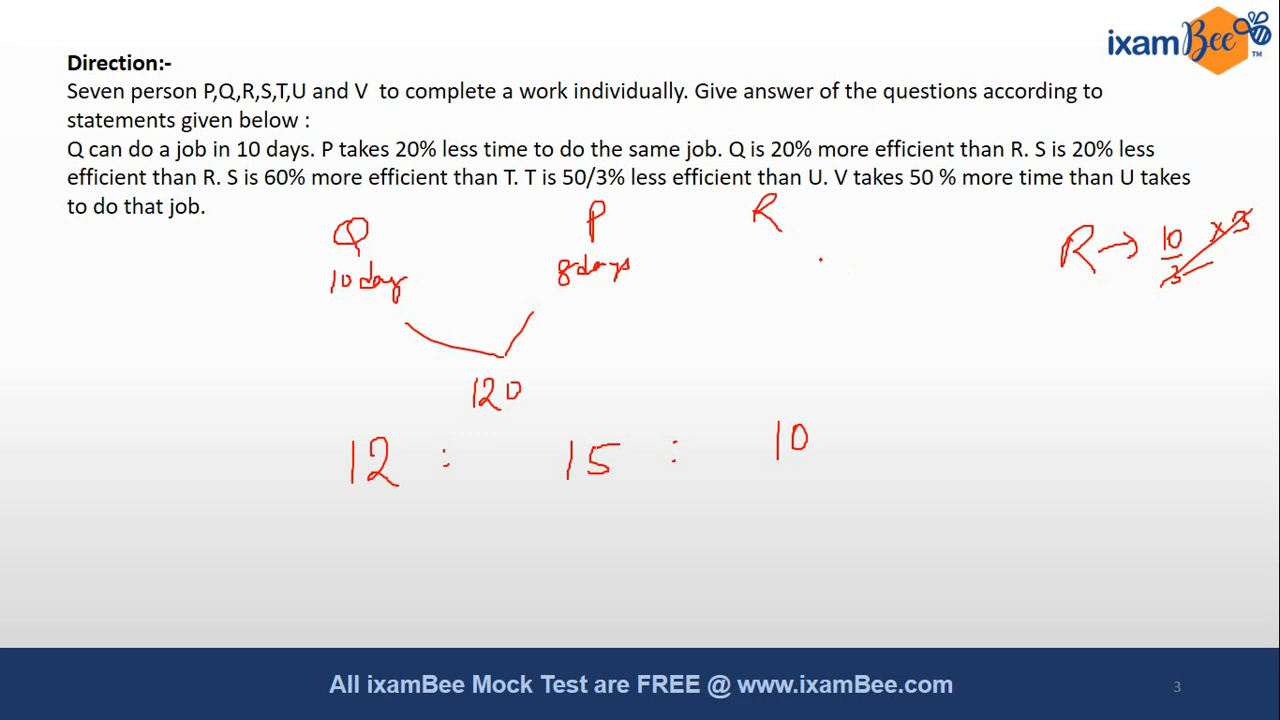 ixamBee
TM
Direction:-
Seven person P,Q,R,S,T,U and V to complete a work individually. Give answer of the questions according to
statements given below :
Q can do a job in 10 days. P takes 20% less time to do the same job. Q is 20% more efficient than R. S is 20% less
efficient than R. S is 60% more efficient than T. T is 50/3% less efficient than U. V takes 50 % more time than U takes
to do that job.
Q P R
10 day 8 days
R → 10/3 × 3
120
12 : 15 : 10
All ixamBee Mock Test are FREE @ www.ixamBee.com
3